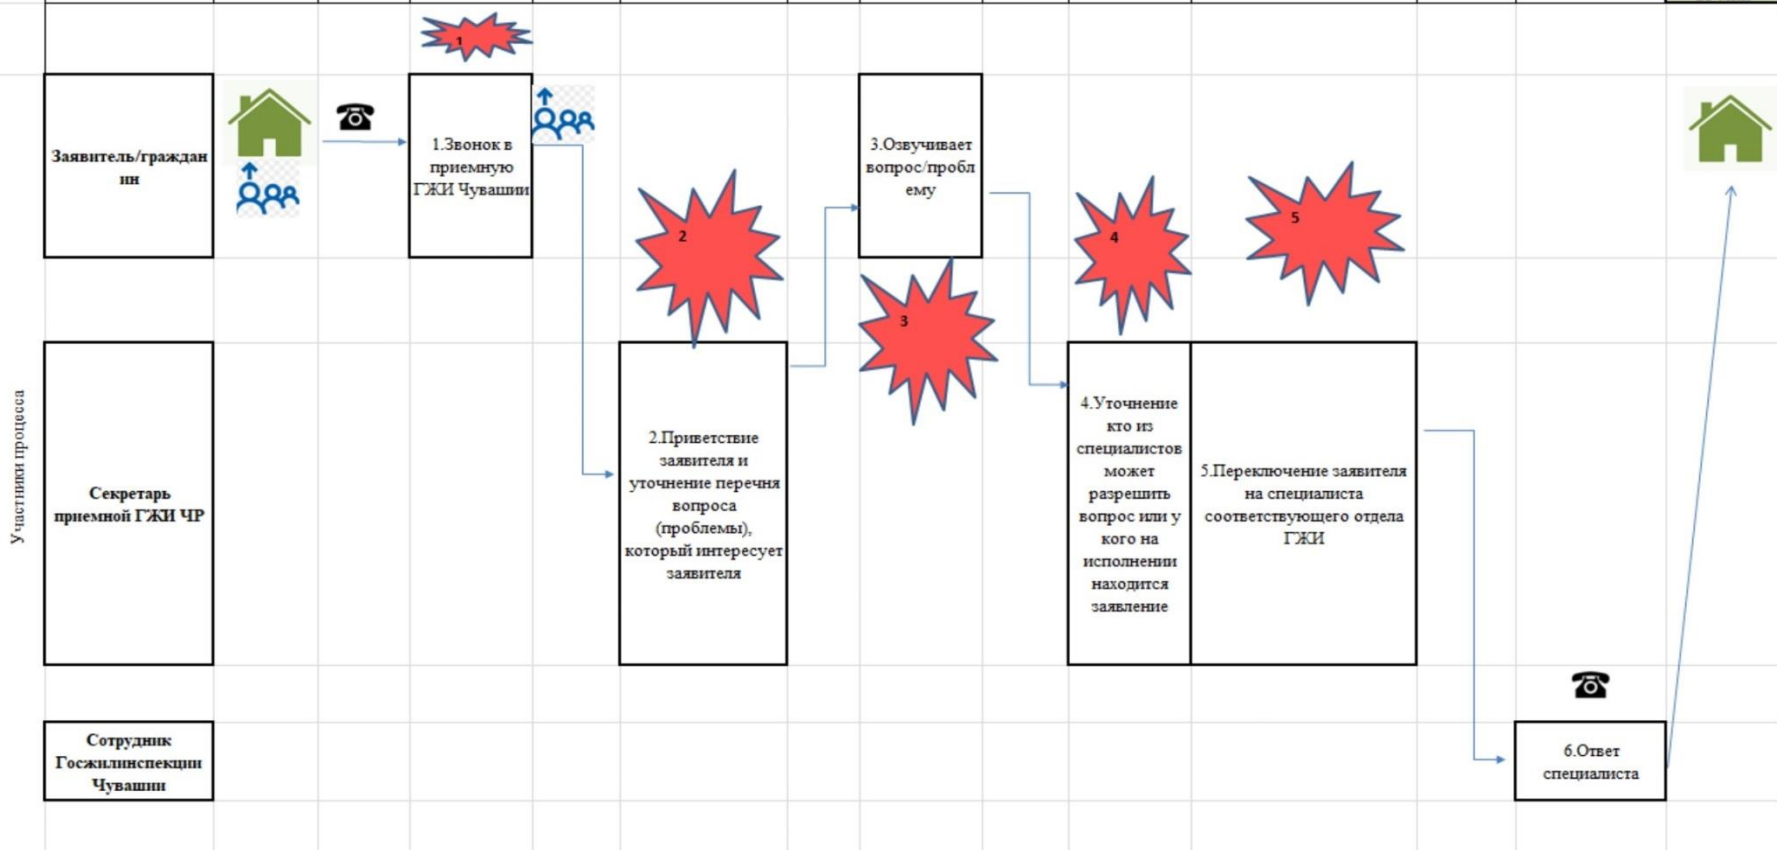 1
Заявитель/граждан
ин
1.Звонок в
приемную
ГЖИ Чувашии
3.Озвучивает
вопрос/пробл
ему
2
3
4
5
Участники процесса
Секретарь
приемной ГЖИ ЧР
2.Приветствие
заявителя и
уточнение перечня
вопроса
(проблемы),
который интересует
заявителя
4.Уточнение
кто из
специалистов
может
разрешить
вопрос или у
кого на
исполнении
находится
заявление
5.Переключение заявителя
на специалиста
соответствующего отдела
ГЖИ
Сотрудник
Госжилинспекции
Чувашии
6.Ответ
специалиста